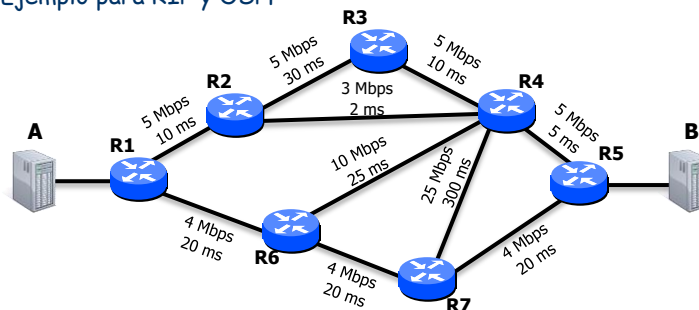 Ejemplo para RIP y OSPF
R3
5 Mbps
30 ms
5 Mbps
10 ms
R2
R4
3 Mbps
2 ms
5 Mbps
10 ms
5 Mbps
5 ms
A
B
R1
R5
10 Mbps
25 ms
25 Mbps
300 ms
4 Mbps
20 ms
R6
4 Mbps
20 ms
4 Mbps
20 ms
R7